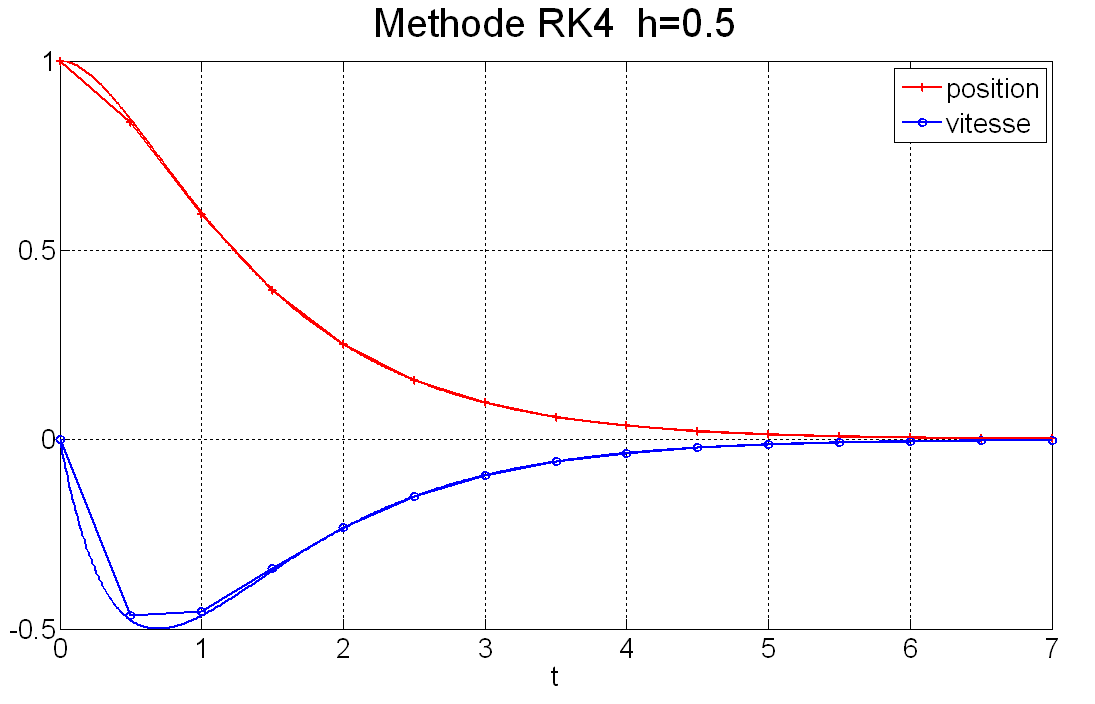 Methode RK4 h=0.5
position
vitesse
1
0.5
0
-0.5
0 1 2 3 4 5 6 7
t